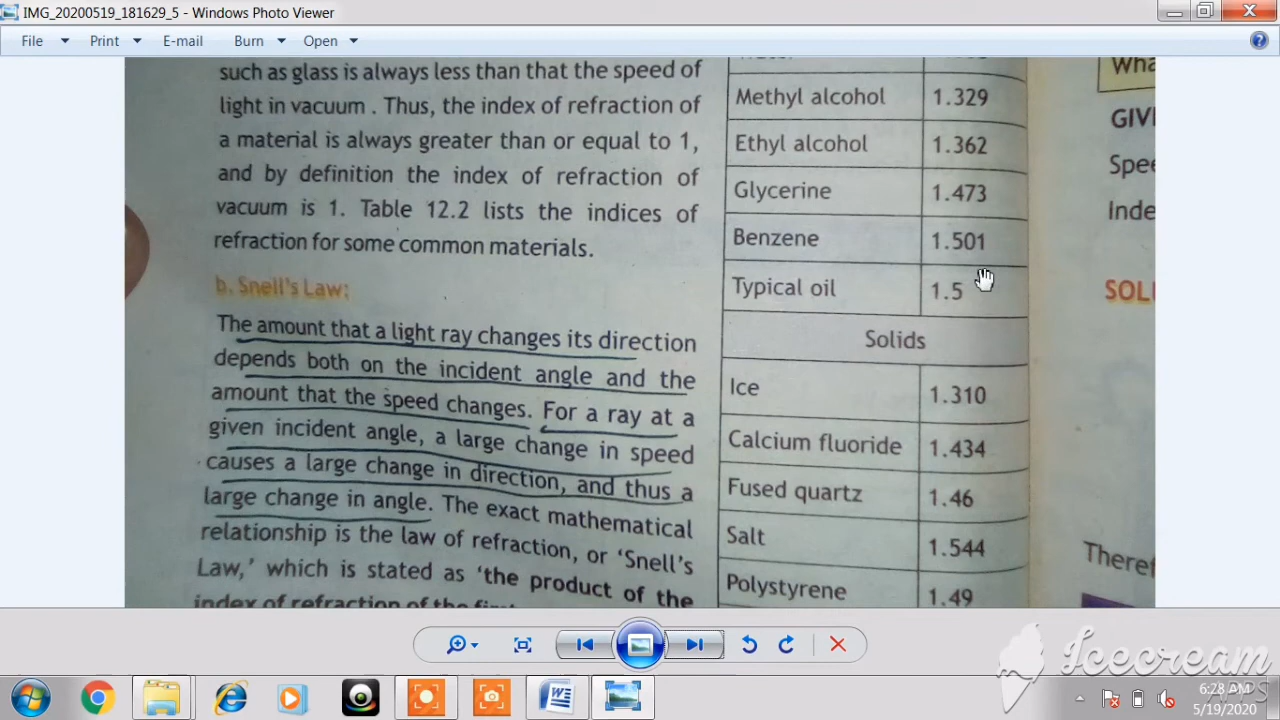 IMG_20200519_181629_5 - Windows Photo Viewer
File Print E-mail Burn Open
such as glass is always less than that the speed of
light in vacuum . Thus, the index of refraction of
a material is always greater than or equal to 1,
and by definition the index of refraction of
vacuum is 1. Table 12.2 lists the indices of
refraction for some common materials.
b. Snell's Law:
The amount that a light ray changes its direction
depends both on the incident angle and the
amount that the speed changes. For a ray at a
given incident angle, a large change in speed
causes a large change in direction, and thus a
large change in angle. The exact mathematical
relationship is the law of refraction, or 'Snell's
Law,' which is stated as 'the product of the
index of refraction of the
Methyl alcohol 1.329
Ethyl alcohol 1.362
Glycerine 1.473
Benzene 1.501
Typical oil 1.5
Solids
Ice 1.310
Calcium fluoride 1.434
Fused quartz 1.46
Salt 1.544
Polystyrene 1.49
Wha
GIV
Spee
Inde
SOL
Theref
Icecream
APPS
6:28 AM
5/19/2020